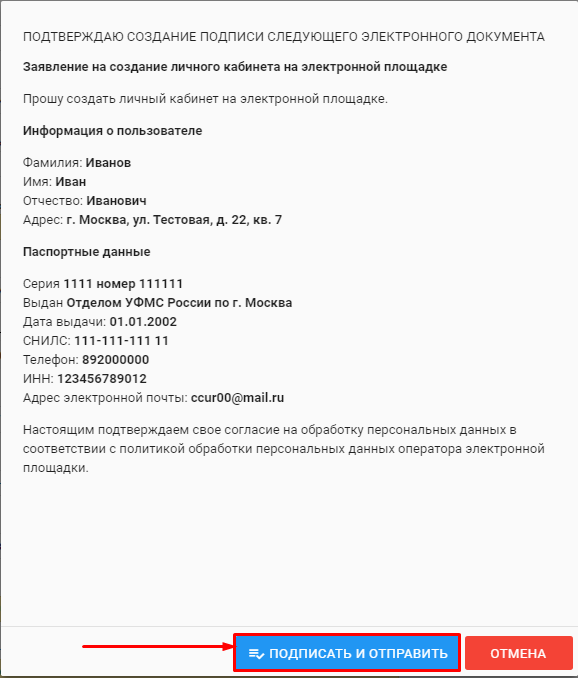 ПОДТВЕРЖДАЮ СОЗДАНИЕ ПОДПИСИ СЛЕДУЮЩЕГО ЭЛЕКТРОННОГО ДОКУМЕНТА
Заявление на создание личного кабинета на электронной площадке
Прошу создать личный кабинет на электронной площадке.
Информация о пользователе
Фамилия: Иванов
Имя: Иван
Отчество: Иванович
Адрес: г. Москва, ул. Тестовая, д. 22, кв. 7
Паспортные данные
Серия 1111 номер 111111
Выдан Отделом УФМС России по г. Москва
Дата выдачи: 01.01.2002
СНИЛС: 111-111-111 11
Телефон: 892000000
ИНН: 123456789012
Адрес электронной почты: ccur00@mail.ru
Настоящим подтверждаем свое согласие на обработку персональных данных в
соответствии с политикой обработки персональных данных оператора электронной
площадки.
ПОДПИСАТЬ И ОТПРАВИТЬ
ОТМЕНА